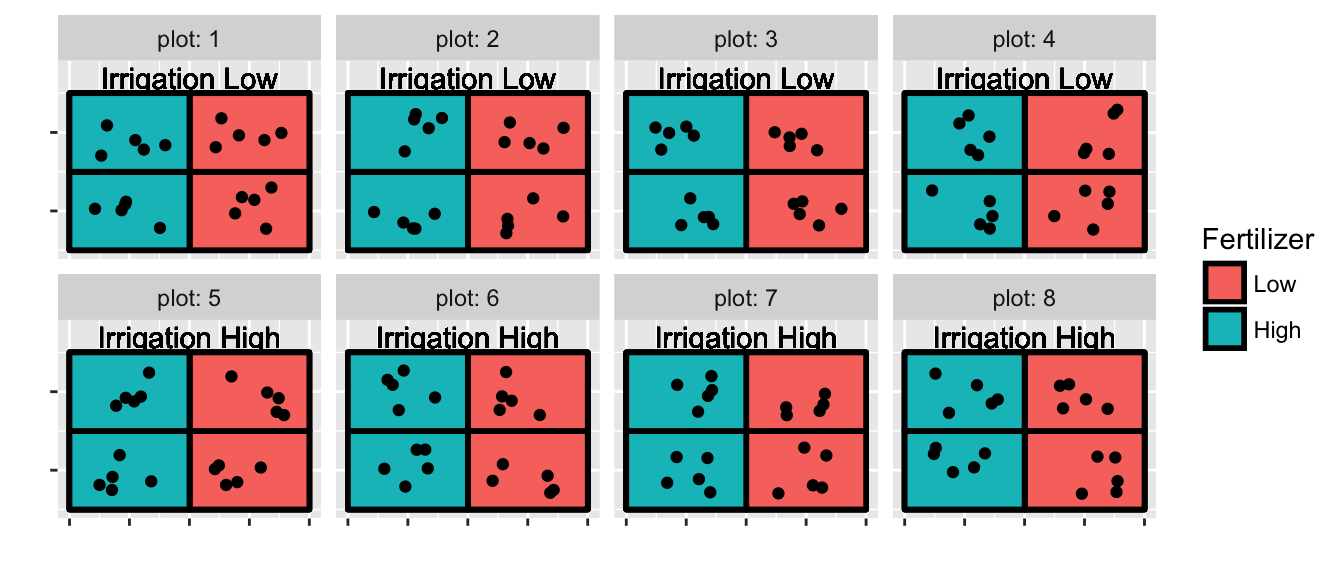 plot: 1
plot: 2
plot: 3
plot: 4
Irrigation Low
Irrigation Low
Irrigation Low
Irrigation Low
plot: 5
plot: 6
plot: 7
plot: 8
Irrigation High
Irrigation High
Irrigation High
Irrigation High
Fertilizer
Low
High